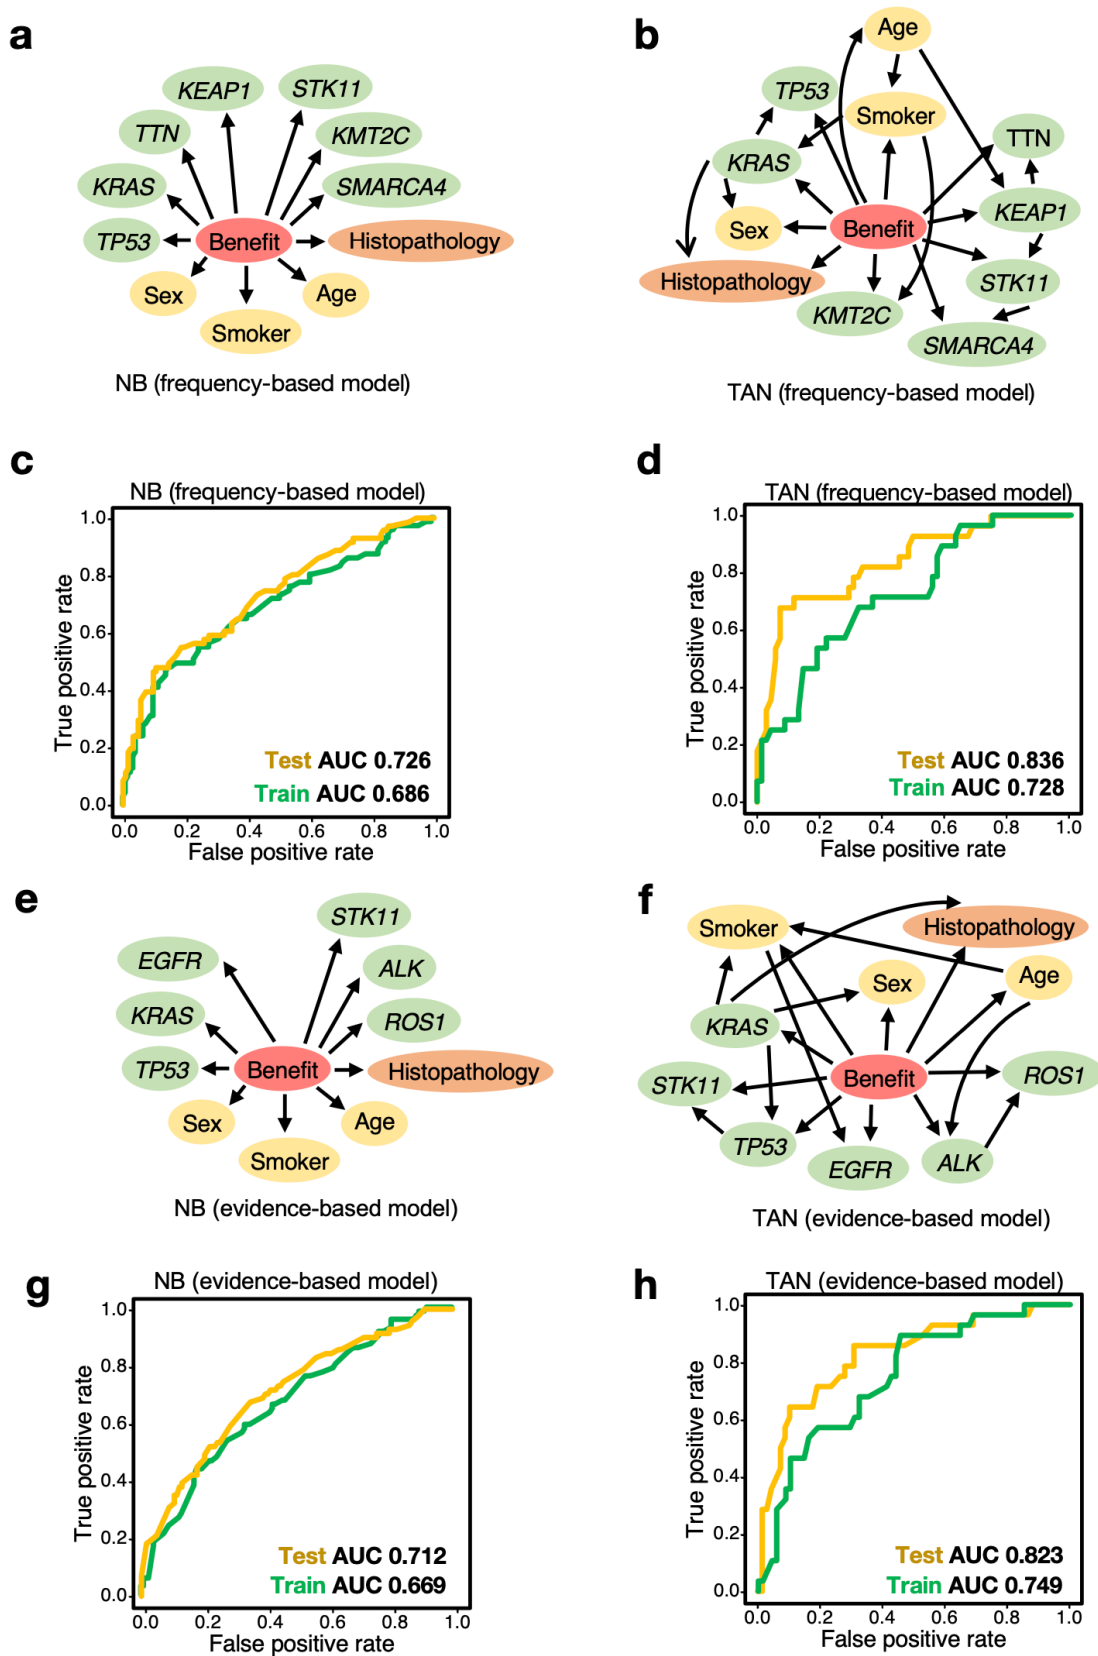 a
KEAP1
STK11
TTN
KMT2C
KRAS
SMARCA4
TP53
Benefit
Histopathology
Sex
Age
Smoker
NB (frequency-based model)
b
Age
TP53
Smoker
TTN
KRAS
KEAP1
Sex
Benefit
Histopathology
STK11
KMT2C
SMARCA4
TAN (frequency-based model)
c
NB (frequency-based model)
True positive rate
1.0
0.8
0.6
0.4
0.2
0.0
Test AUC 0.726
Train AUC 0.686
0.0 0.2 0.4 0.6 0.8 1.0
False positive rate
d
TAN (frequency-based model)
True positive rate
1.0
0.8
0.6
0.4
0.2
0.0
Test AUC 0.836
Train AUC 0.728
0.0 0.2 0.4 0.6 0.8 1.0
False positive rate
e
STK11
EGFR
ALK
KRAS
ROS1
TP53
Benefit
Histopathology
Sex
Age
Smoker
NB (evidence-based model)
f
Smoker
Histopathology
Sex
Age
KRAS
STK11
Benefit
ROS1
TP53
EGFR
ALK
TAN (evidence-based model)
g
NB (evidence-based model)
True positive rate
1.0
0.8
0.6
0.4
0.2
0.0
Test AUC 0.712
Train AUC 0.669
0.0 0.2 0.4 0.6 0.8 1.0
False positive rate
h
TAN (evidence-based model)
True positive rate
1.0
0.8
0.6
0.4
0.2
0.0
Test AUC 0.823
Train AUC 0.749
0.0 0.2 0.4 0.6 0.8 1.0
False positive rate